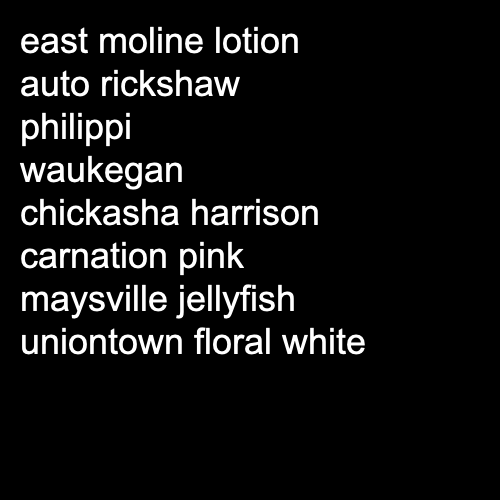 east moline lotion
auto rickshaw
philippi
waukegan
chickasha harrison
carnation pink
maysville jellyfish
uniontown floral white